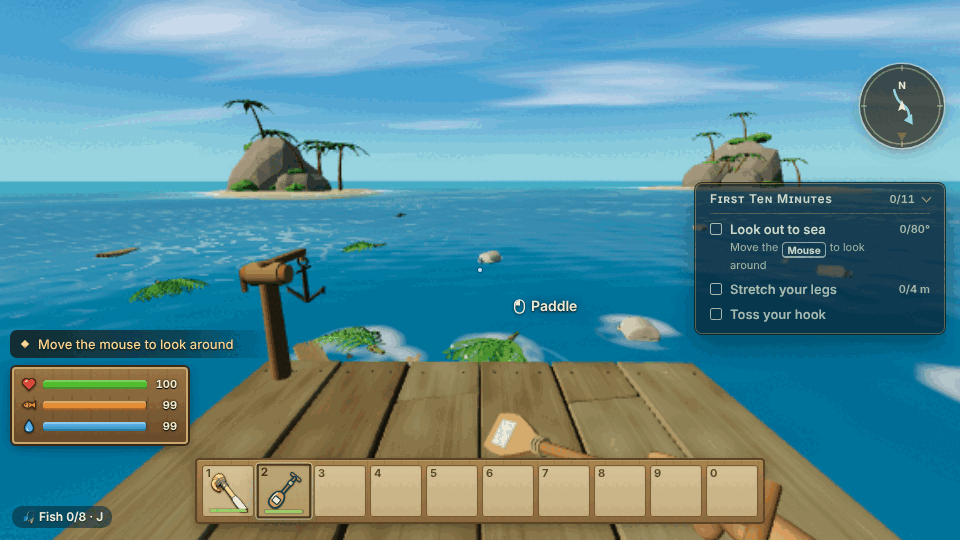 N
First Ten Minutes 0/11
Look out to sea 0/80°
Move the Mouse to look
around
Stretch your legs 0/4 m
Toss your hook
Paddle
Move the mouse to look around
100
99
99
1 2 3 4 5 6 7 8 9 0
Fish 0/8 · J